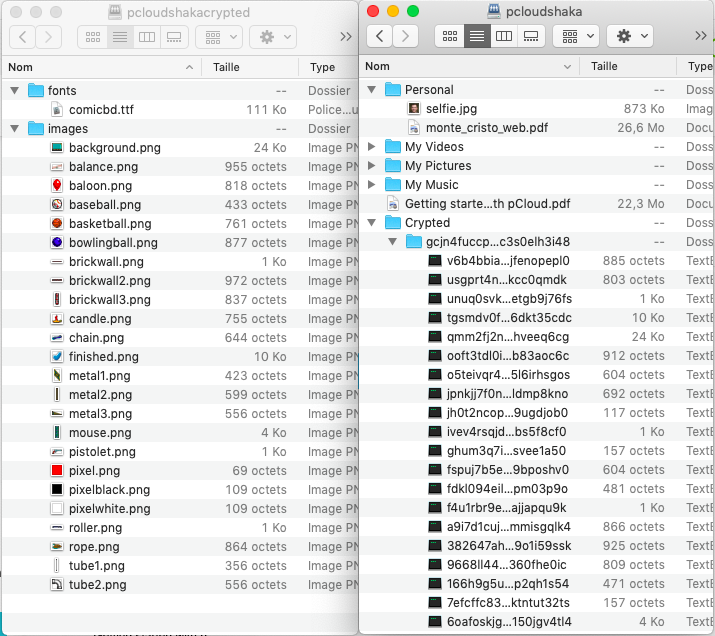 pcloudshakacrypted
Nom Taille Type
fonts -- Dossier
comicbd.ttf 111 Ko Police...u
images -- Dossier
background.png 24 Ko Image PN
balance.png 955 octets Image PN
baloon.png 818 octets Image PN
baseball.png 433 octets Image PN
basketball.png 761 octets Image PN
bowlingball.png 877 octets Image PN
brickwall.png 1 Ko Image PN
brickwall2.png 972 octets Image PN
brickwall3.png 837 octets Image PN
candle.png 755 octets Image PN
chain.png 644 octets Image PN
finished.png 10 Ko Image PN
metal1.png 423 octets Image PN
metal2.png 599 octets Image PN
metal3.png 556 octets Image PN
mouse.png 4 Ko Image PN
pistolet.png 1 Ko Image PN
pixel.png 69 octets Image PN
pixelblack.png 109 octets Image PN
pixelwhite.png 109 octets Image PN
roller.png 1 Ko Image PN
rope.png 864 octets Image PN
tube1.png 356 octets Image PN
tube2.png 556 octets Image PN
pcloudshaka
Nom Taille Type
Personal -- Doss
selfie.jpg 873 Ko Imag
monte_cristo_web.pdf 26,6 Mo Docu
My Videos -- Doss
My Pictures -- Doss
My Music -- Doss
Getting starte...th pCloud.pdf 22,3 Mo Docu
Crypted -- Doss
gcjn4fuccp...c3s0elh3i48 -- Doss
v6b4bbia...jfenopepl0 885 octets TextE
usgprt4n...kcc0qmdk 803 octets TextE
unuq0svk...etgb9j76fs 1 Ko TextE
tgsmdv0f...6dkt35cdc 10 Ko TextE
qmm2fj2n...hveeq6cg 24 Ko TextE
ooft3tdl0i...b83aoc6c 912 octets TextE
o5teivqr4...5l6irhsgos 604 octets TextE
jpnkjj7f0n...ldmp8kno 692 octets TextE
jh0t2ncop...9ugdjob0 117 octets TextE
ivev4rsqjd...bs5f8cf0 1 Ko TextE
ghum3q7i...svee1a50 157 octets TextE
fspuj7b5e...9bposhv0 604 octets TextE
fdkl094eil...pm03p9o 481 octets TextE
f4u1rbr9e...ajjapqu9k 1 Ko TextE
a9i7d1cuj...mmisgqlk4 866 octets TextE
382647ah...9o1i59ssk 925 octets TextE
9668ll44...360fhe0ic 809 octets TextE
166h9g5u...p2qh1s54 471 octets TextE
7efcffc83...ktntut32ts 157 octets TextE
6oafoskjg...150jgv4tl4 4 Ko TextE